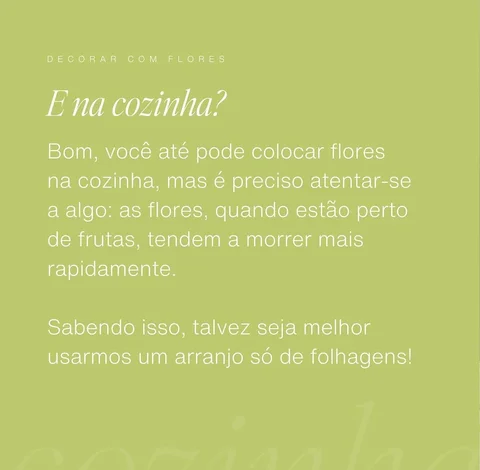 DECORAR COM FLORES
E na cozinha?
Bom, você até pode colocar flores
na cozinha, mas é preciso atentar-se
a algo: as flores, quando estão perto
de frutas, tendem a morrer mais
rapidamente.
Sabendo isso, talvez seja melhor
usarmos um arranjo só de folhagens!
cozinha